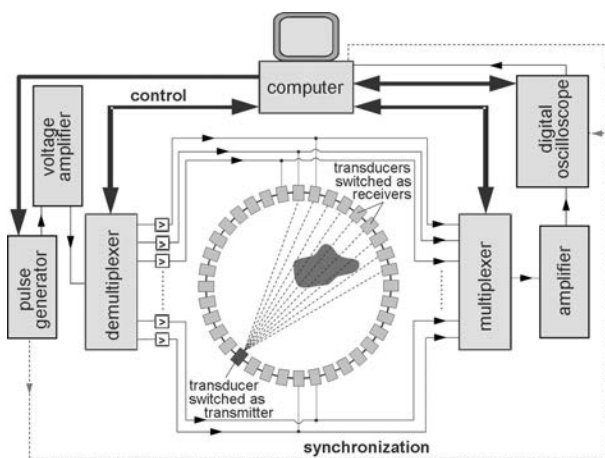 computer
control
voltage
amplifier
digital
oscilloscope
transducers
switched as
receivers
>
>
>
>
>
pulse
generator
demultiplexer
multiplexer
amplifier
transducer
switched as
transmitter
synchronization